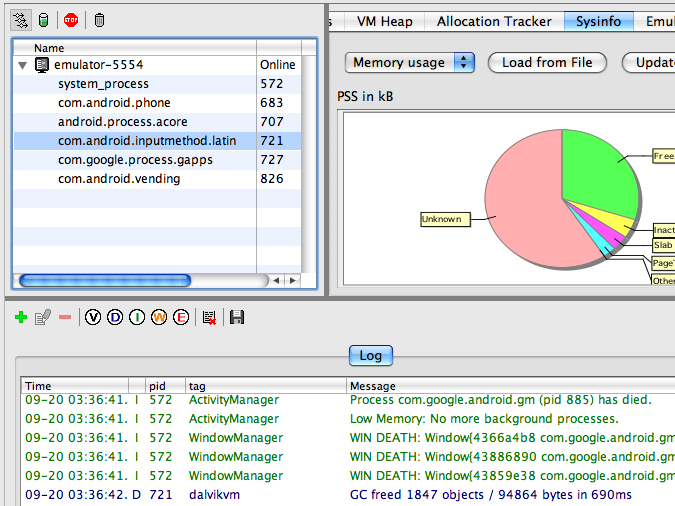 STOP
Name
emulator-5554 Online
system_process 572
com.android.phone 683
android.process.acore 707
com.android.inputmethod.latin 721
com.google.process.gapps 727
com.android.vending 826
s VM Heap Allocation Tracker Sysinfo Emul
Memory usage Load from File Updat
PSS in kB
Free
Unknown
Inact
Slab
PageT
Other
V D I W E
Log
Time pid tag Message
09-20 03:36:41. I 572 ActivityManager Process com.google.android.gm (pid 885) has died.
09-20 03:36:41. I 572 ActivityManager Low Memory: No more background processes.
09-20 03:36:41. I 572 WindowManager WIN DEATH: Window{4366a4b8 com.google.android.gm
09-20 03:36:41. I 572 WindowManager WIN DEATH: Window{43886890 com.google.android.gm
09-20 03:36:41. I 572 WindowManager WIN DEATH: Window{43859e38 com.google.android.gm
09-20 03:36:42. D 721 dalvikvm GC freed 1847 objects / 94864 bytes in 690ms